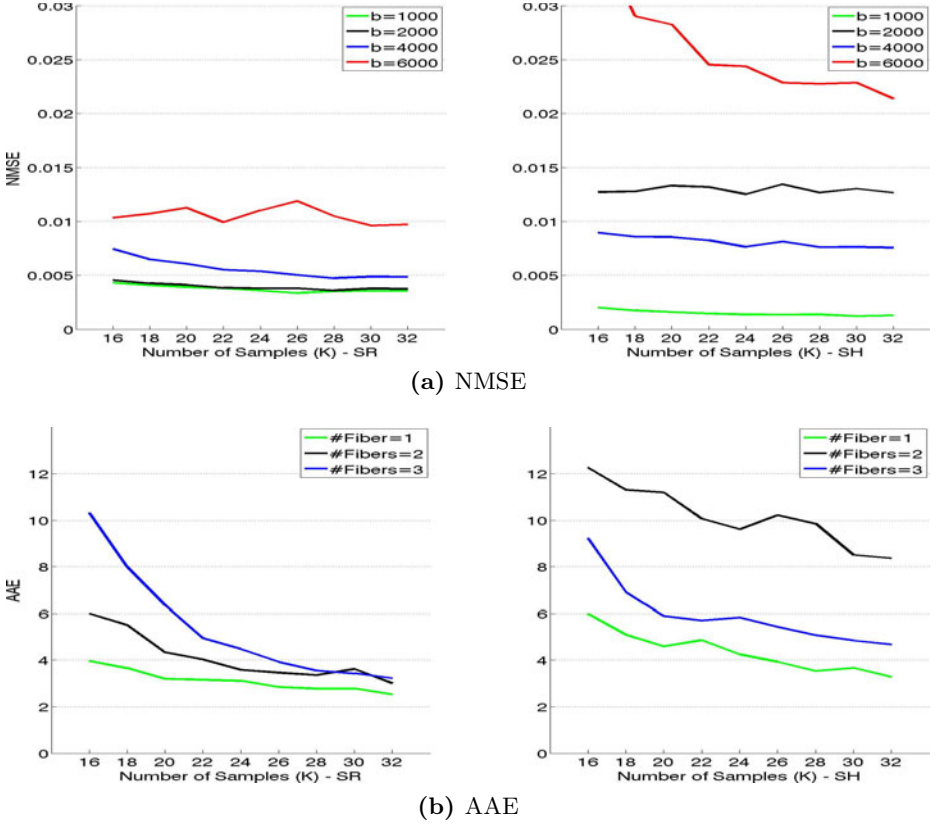 0.03
0.025
0.02
0.015
0.01
0.005
0
NMSE
b=1000
b=2000
b=4000
b=6000
16 18 20 22 24 26 28 30 32
Number of Samples (K) - SR
0.03
0.025
0.02
0.015
0.01
0.005
0
b=1000
b=2000
b=4000
b=6000
16 18 20 22 24 26 28 30 32
Number of Samples (K) - SH
(a) NMSE
12
10
8
6
4
2
0
AAE
#Fiber=1
#Fibers=2
#Fibers=3
16 18 20 22 24 26 28 30 32
Number of Samples (K) - SR
12
10
8
6
4
2
0
#Fiber=1
#Fibers=2
#Fibers=3
16 18 20 22 24 26 28 30 32
Number of Samples (K) - SH
(b) AAE